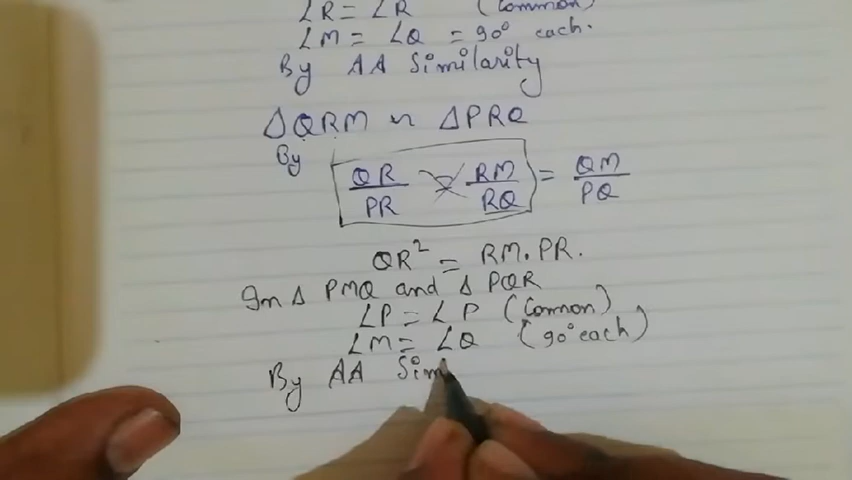 ∠R = ∠R (Common)
∠M = ∠Q = 90° each.
By AA Similarity
ΔQRM ~ ΔPRQ
By
QR/PR = RM/RQ = QM/PQ
QR² = RM.PR.
In Δ PMQ and Δ PQR
∠P = ∠P (Common)
∠M = ∠Q (90° each)
By AA Sim